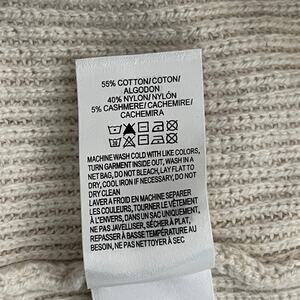 55% COTTON/ COTON/
ALGODON
40% NYLON/ NYLÓN
5% CASHMERE/ CACHEMIRE/
CACHEMIRA
MACHINE WASH COLD WITH LIKE COLORS,
TURN GARMENT INSIDE OUT, WASH IN A
NET BAG, DO NOT BLEACH, LAY FLAT TO
DRY, COOL IRON IF NECESSARY, DO NOT
DRY CLEAN
LAVER À FROID EN MACHINE SEPARER
LES COULEURS, TOURNER LE VÊTEMENT
À L'ENVERS, DANS UN SAC UNIQUEMENT,
NE PAS JAVELLISER, SÉCHER À PLAT,
REPASSER À BASSE TEMPÉRATURE AU
BESOIN, NE PAS NETTOYER À SEC